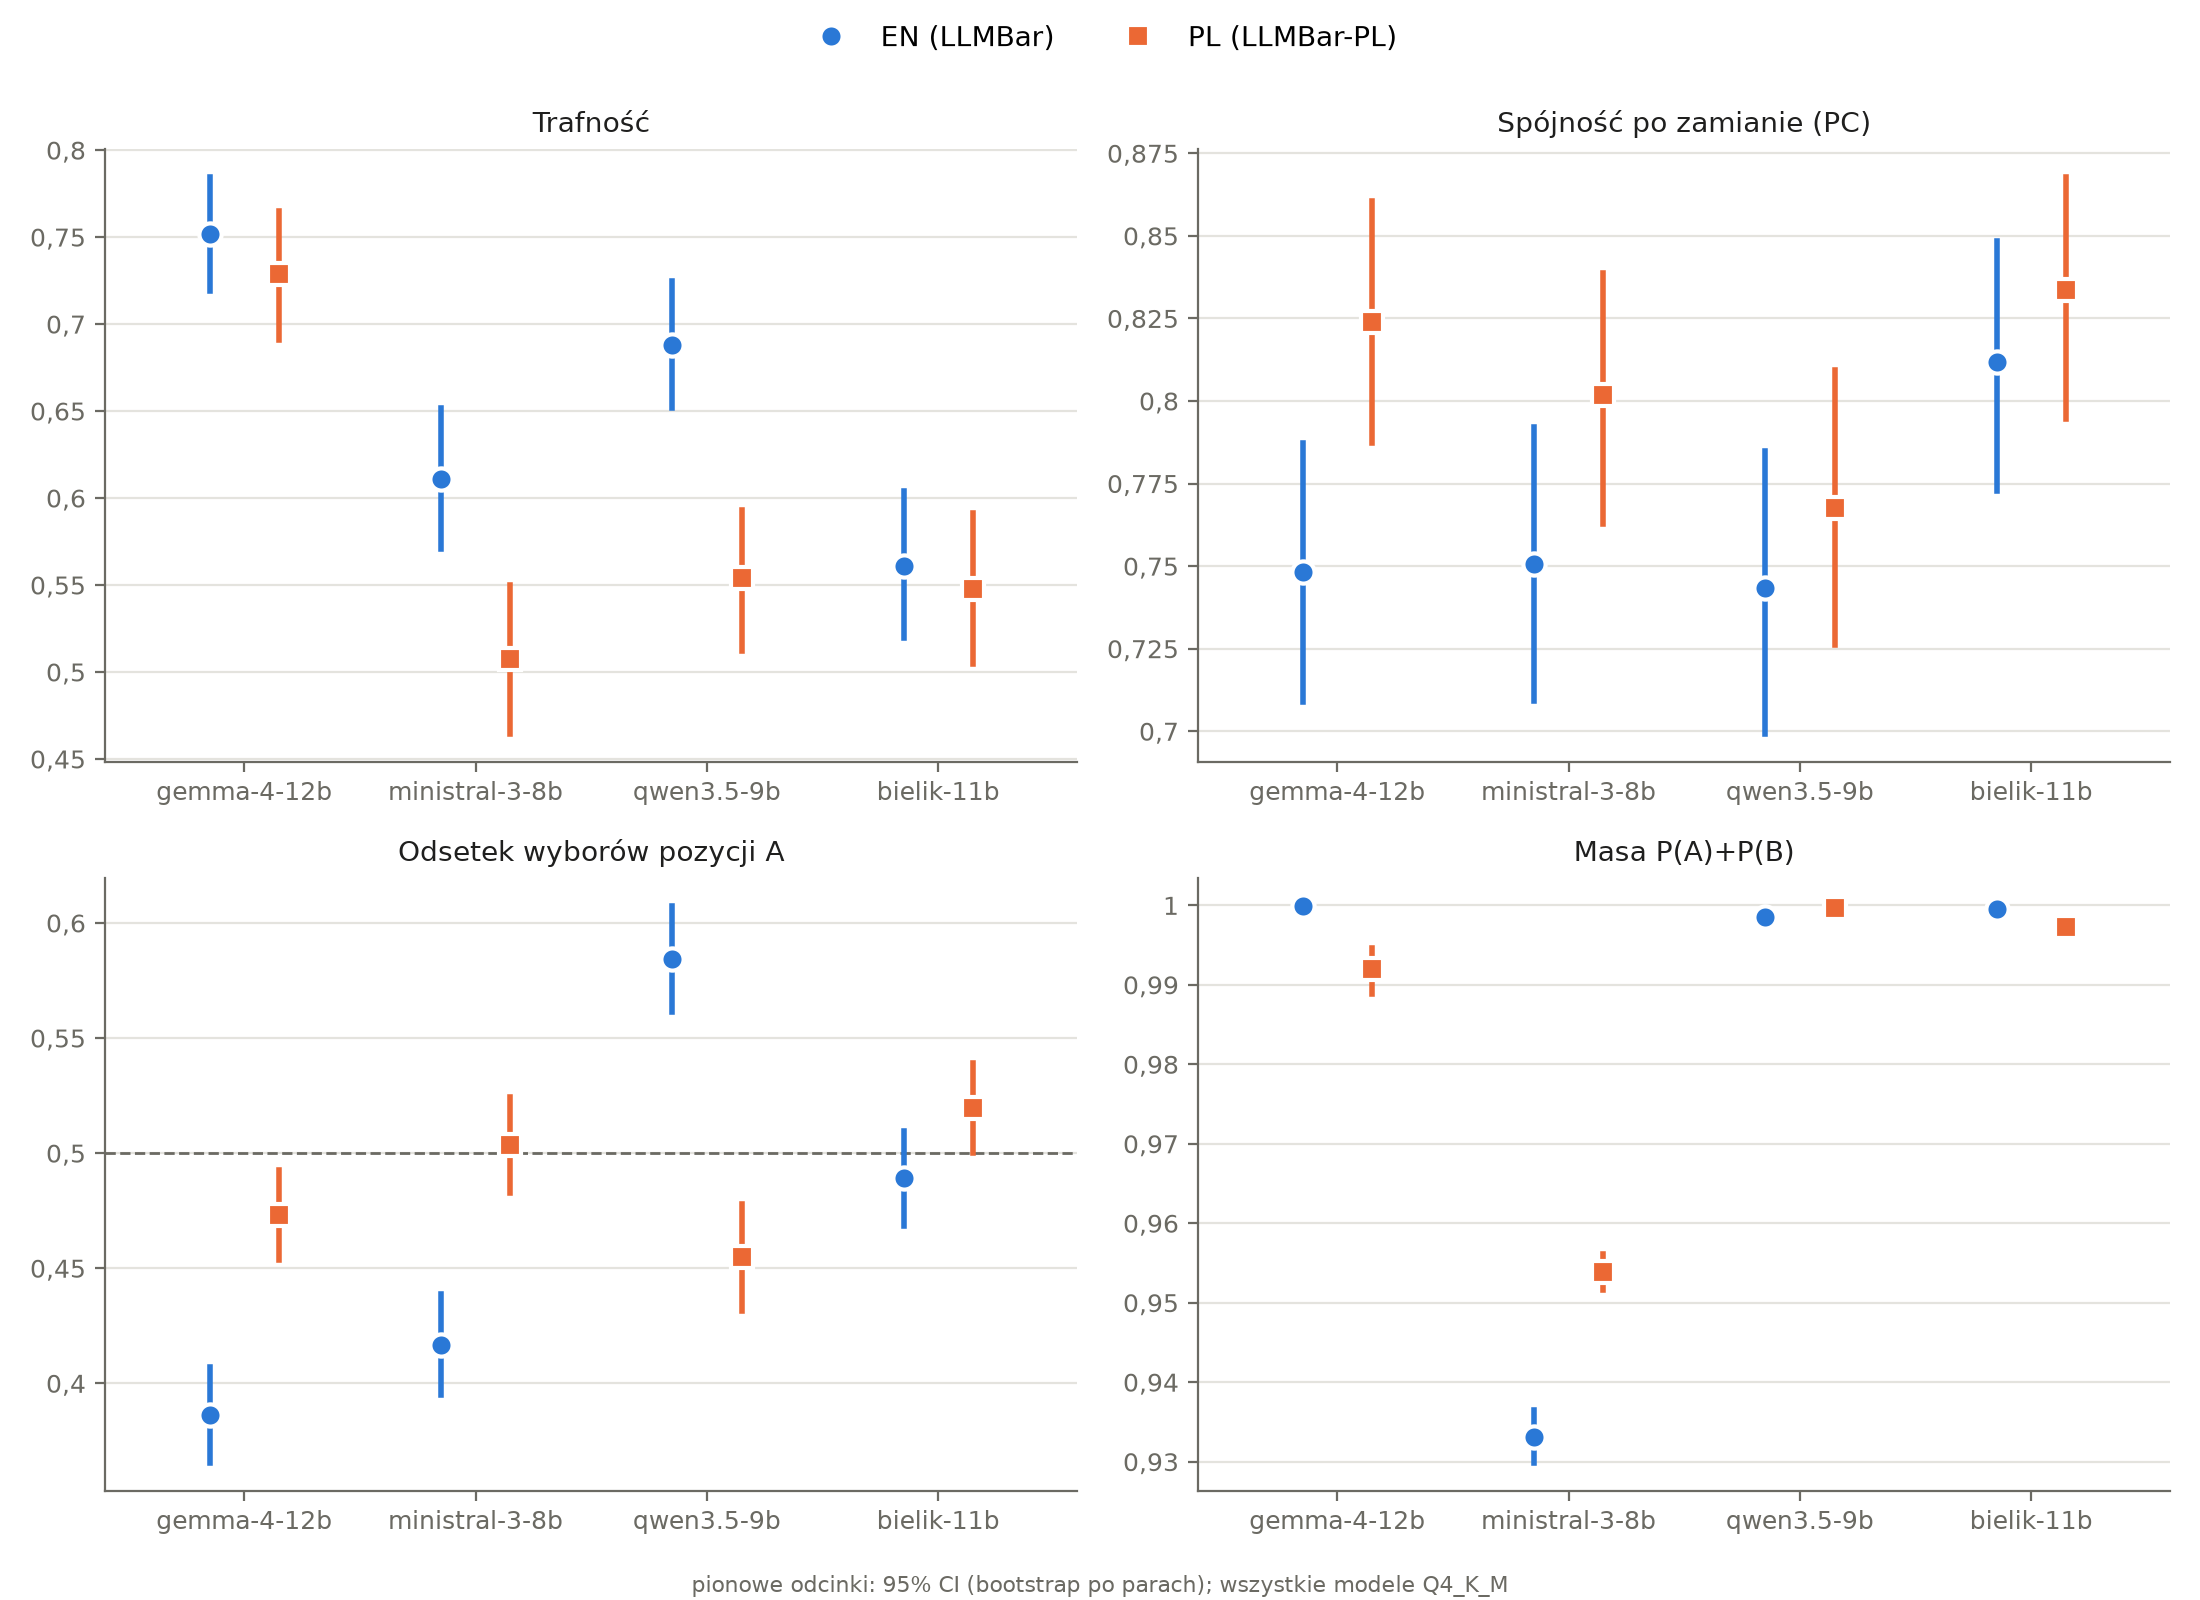 EN (LLMBar) PL (LLMBar-PL)
Trafność
0,8
0,75
0,7
0,65
0,6
0,55
0,5
0,45
gemma-4-12b ministral-3-8b qwen3.5-9b bielik-11b
Spójność po zamianie (PC)
0,875
0,85
0,825
0,8
0,775
0,75
0,725
0,7
gemma-4-12b ministral-3-8b qwen3.5-9b bielik-11b
Odsetek wyborów pozycji A
0,6
0,55
0,5
0,45
0,4
gemma-4-12b ministral-3-8b qwen3.5-9b bielik-11b
Masa P(A)+P(B)
1
0,99
0,98
0,97
0,96
0,95
0,94
0,93
gemma-4-12b ministral-3-8b qwen3.5-9b bielik-11b
pionowe odcinki: 95% CI (bootstrap po parach); wszystkie modele Q4_K_M